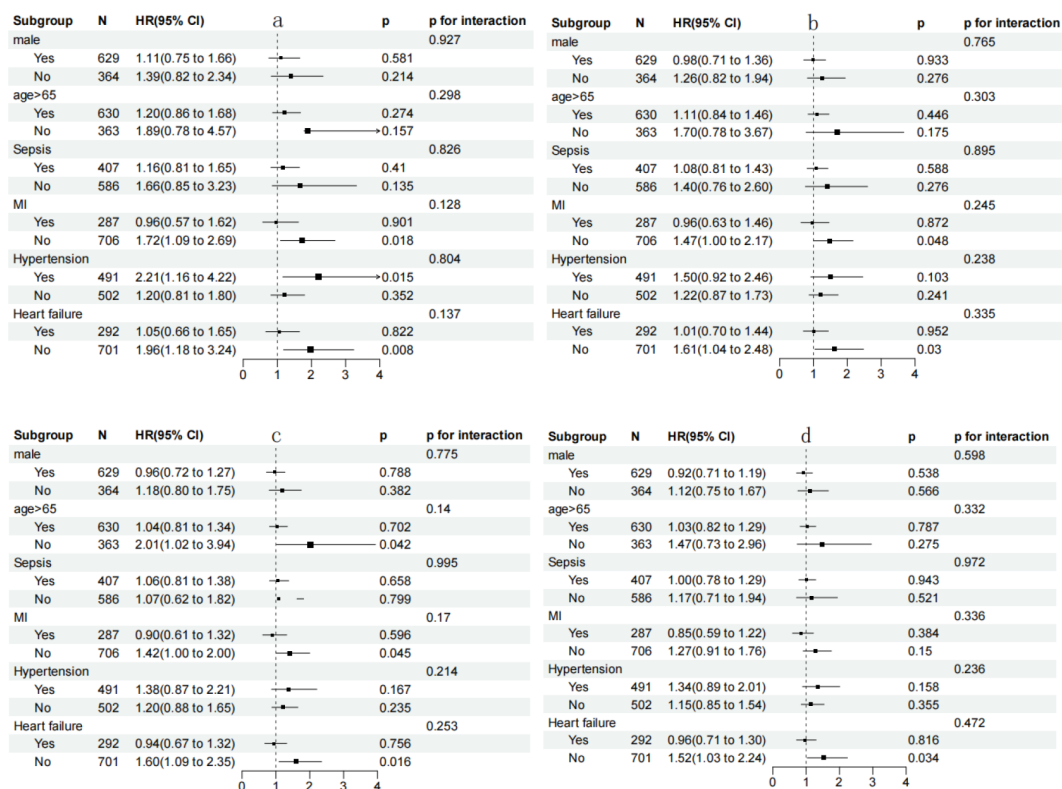 Subgroup N HR(95% CI) a p p for interaction
male 0.927
Yes 629 1.11(0.75 to 1.66) 0.581
No 364 1.39(0.82 to 2.34) 0.214
age>65 0.298
Yes 630 1.20(0.86 to 1.68) 0.274
No 363 1.89(0.78 to 4.57) 0.157
Sepsis 0.826
Yes 407 1.16(0.81 to 1.65) 0.41
No 586 1.66(0.85 to 3.23) 0.135
MI 0.128
Yes 287 0.96(0.57 to 1.62) 0.901
No 706 1.72(1.09 to 2.69) 0.018
Hypertension 0.804
Yes 491 2.21(1.16 to 4.22) 0.015
No 502 1.20(0.81 to 1.80) 0.352
Heart failure 0.137
Yes 292 1.05(0.66 to 1.65) 0.822
No 701 1.96(1.18 to 3.24) 0.008
0 1 2 3 4
Subgroup N HR(95% CI) b p p for interaction
male 0.765
Yes 629 0.98(0.71 to 1.36) 0.933
No 364 1.26(0.82 to 1.94) 0.276
age>65 0.303
Yes 630 1.11(0.84 to 1.46) 0.446
No 363 1.70(0.78 to 3.67) 0.175
Sepsis 0.895
Yes 407 1.08(0.81 to 1.43) 0.588
No 586 1.40(0.76 to 2.60) 0.276
MI 0.245
Yes 287 0.96(0.63 to 1.46) 0.872
No 706 1.47(1.00 to 2.17) 0.048
Hypertension 0.238
Yes 491 1.50(0.92 to 2.46) 0.103
No 502 1.22(0.87 to 1.73) 0.241
Heart failure 0.335
Yes 292 1.01(0.70 to 1.44) 0.952
No 701 1.61(1.04 to 2.48) 0.03
0 1 2 3 4
Subgroup N HR(95% CI) c p p for interaction
male 0.775
Yes 629 0.96(0.72 to 1.27) 0.788
No 364 1.18(0.80 to 1.75) 0.382
age>65 0.14
Yes 630 1.04(0.81 to 1.34) 0.702
No 363 2.01(1.02 to 3.94) 0.042
Sepsis 0.995
Yes 407 1.06(0.81 to 1.38) 0.658
No 586 1.07(0.62 to 1.82) 0.799
MI 0.17
Yes 287 0.90(0.61 to 1.32) 0.596
No 706 1.42(1.00 to 2.00) 0.045
Hypertension 0.214
Yes 491 1.38(0.87 to 2.21) 0.167
No 502 1.20(0.88 to 1.65) 0.235
Heart failure 0.253
Yes 292 0.94(0.67 to 1.32) 0.756
No 701 1.60(1.09 to 2.35) 0.016
0 1 2 3 4
Subgroup N HR(95% CI) d p p for interaction
male 0.598
Yes 629 0.92(0.71 to 1.19) 0.538
No 364 1.12(0.75 to 1.67) 0.566
age>65 0.332
Yes 630 1.03(0.82 to 1.29) 0.787
No 363 1.47(0.73 to 2.96) 0.275
Sepsis 0.972
Yes 407 1.00(0.78 to 1.29) 0.943
No 586 1.17(0.71 to 1.94) 0.521
MI 0.336
Yes 287 0.85(0.59 to 1.22) 0.384
No 706 1.27(0.91 to 1.76) 0.15
Hypertension 0.236
Yes 491 1.34(0.89 to 2.01) 0.158
No 502 1.15(0.85 to 1.54) 0.355
Heart failure 0.472
Yes 292 0.96(0.71 to 1.30) 0.816
No 701 1.52(1.03 to 2.24) 0.034
0 1 2 3 4